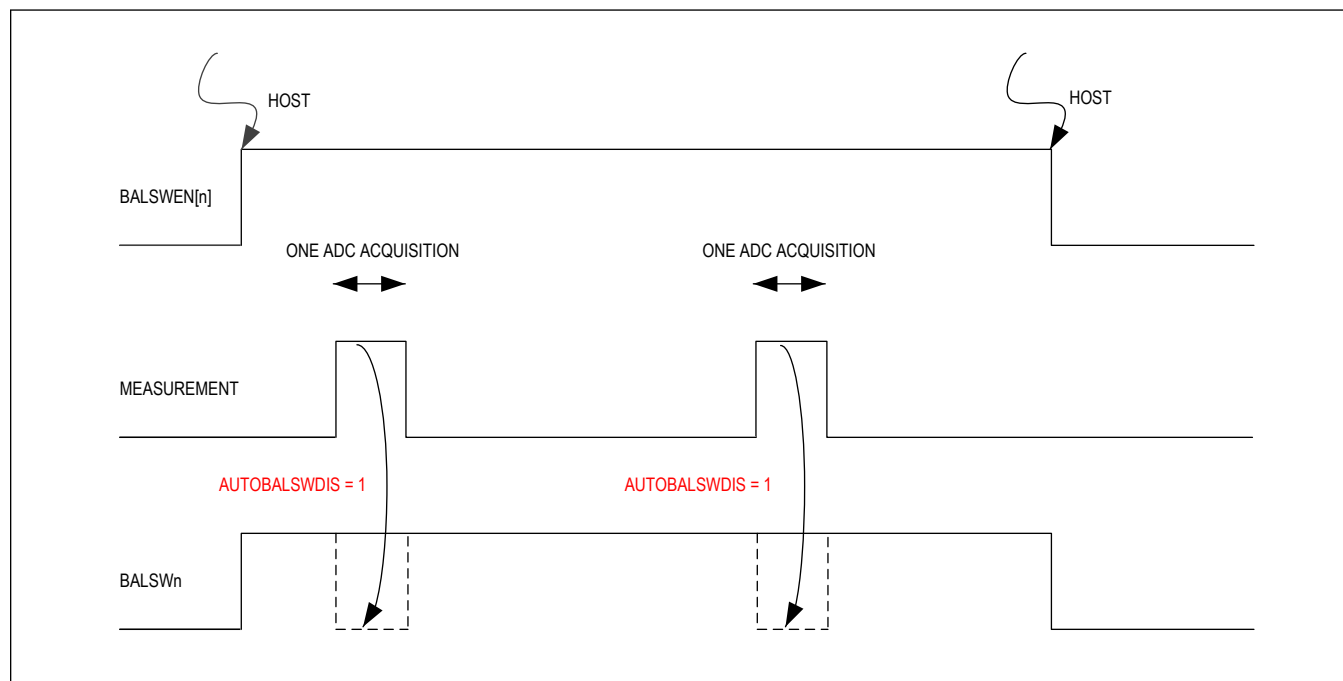 HOST
HOST
BALSWEN[n]
ONE ADC ACQUISITION
ONE ADC ACQUISITION
MEASUREMENT
AUTOBALSWDIS = 1
AUTOBALSWDIS = 1
BALSWn